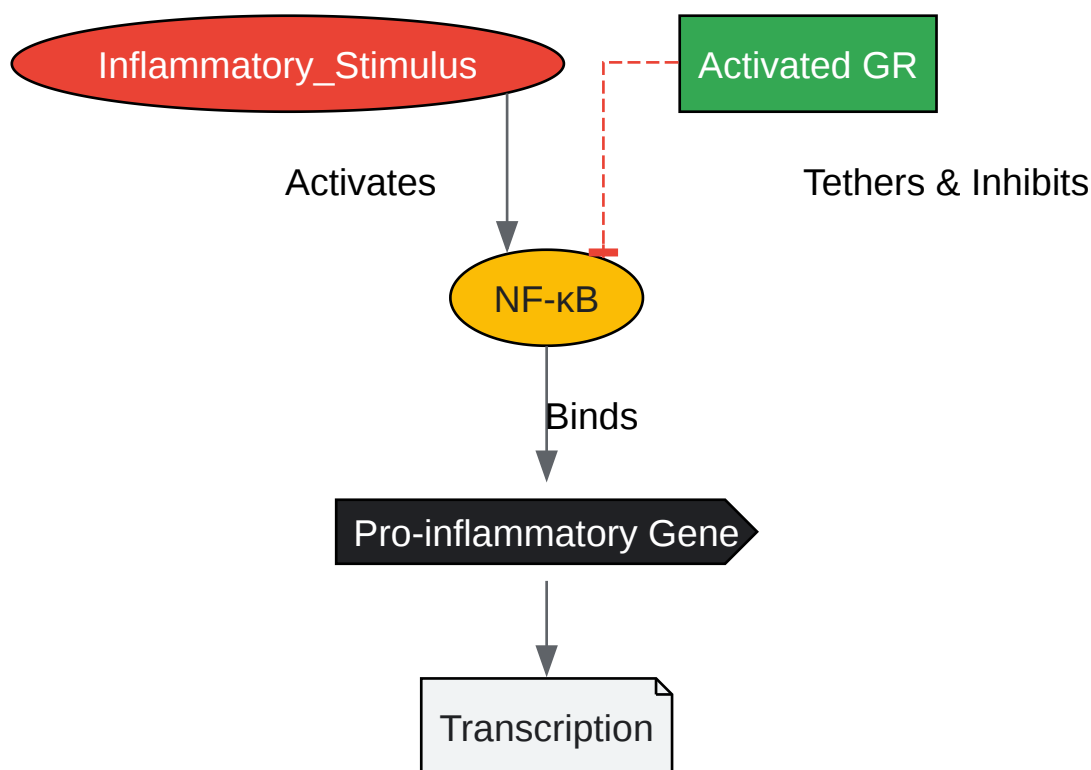 Inflammatory_Stimulus
Activated GR
Activates
Tethers & Inhibits
NF-κB
Binds
Pro-inflammatory Gene
Transcription